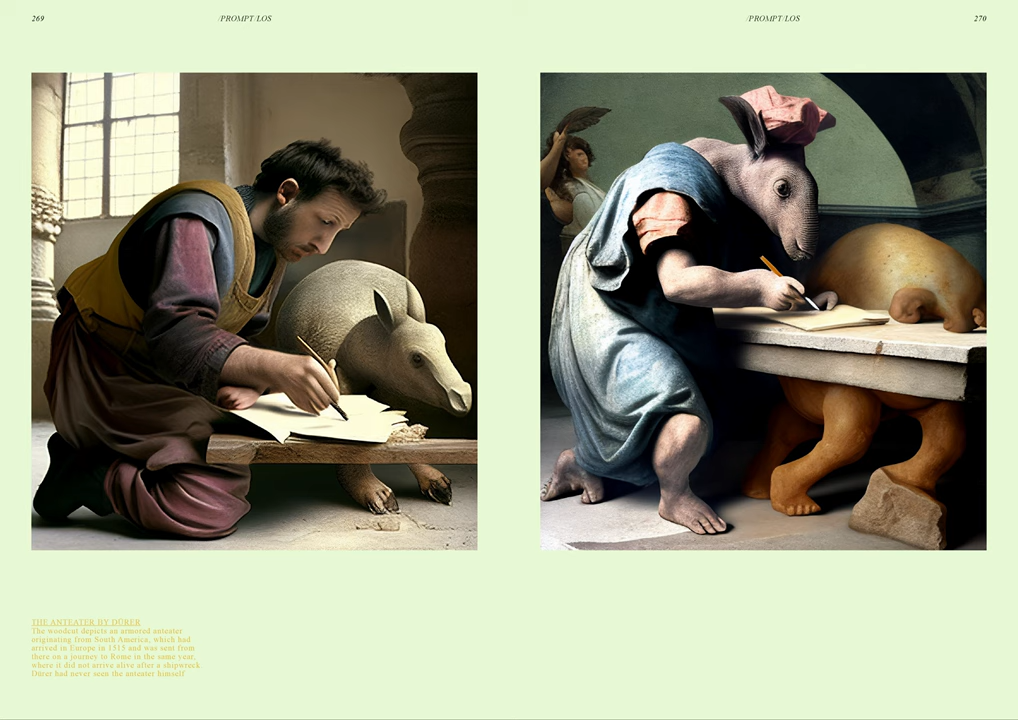 269
/PROMPT/LOS
/PROMPT/LOS
270
THE ANTEATER BY DÜRER
The woodcut depicts an armored anteater
originating from South America, which had
arrived in Europe in 1515 and was sent from
there on a journey to Rome in the same year,
where it did not arrive alive after a shipwreck
Dürer had never seen the anteater himself